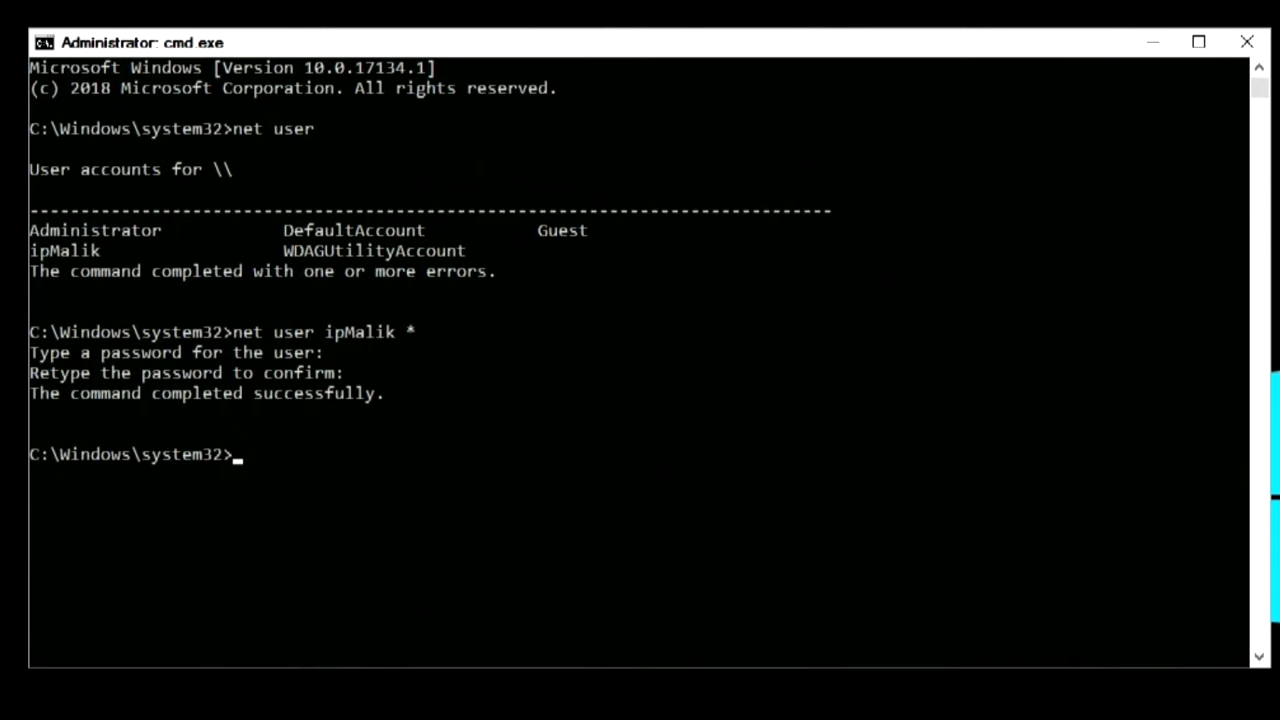 Administrator: cmd.exe
Microsoft Windows [Version 10.0.17134.1]
(c) 2018 Microsoft Corporation. All rights reserved.
C:\Windows\system32>net user
User accounts for \\
-------------------------------------------------------------------------------
Administrator            DefaultAccount           Guest
ipMalik                  WDAGUtilityAccount
The command completed with one or more errors.
C:\Windows\system32>net user ipMalik *
Type a password for the user:
Retype the password to confirm:
The command completed successfully.
C:\Windows\system32>